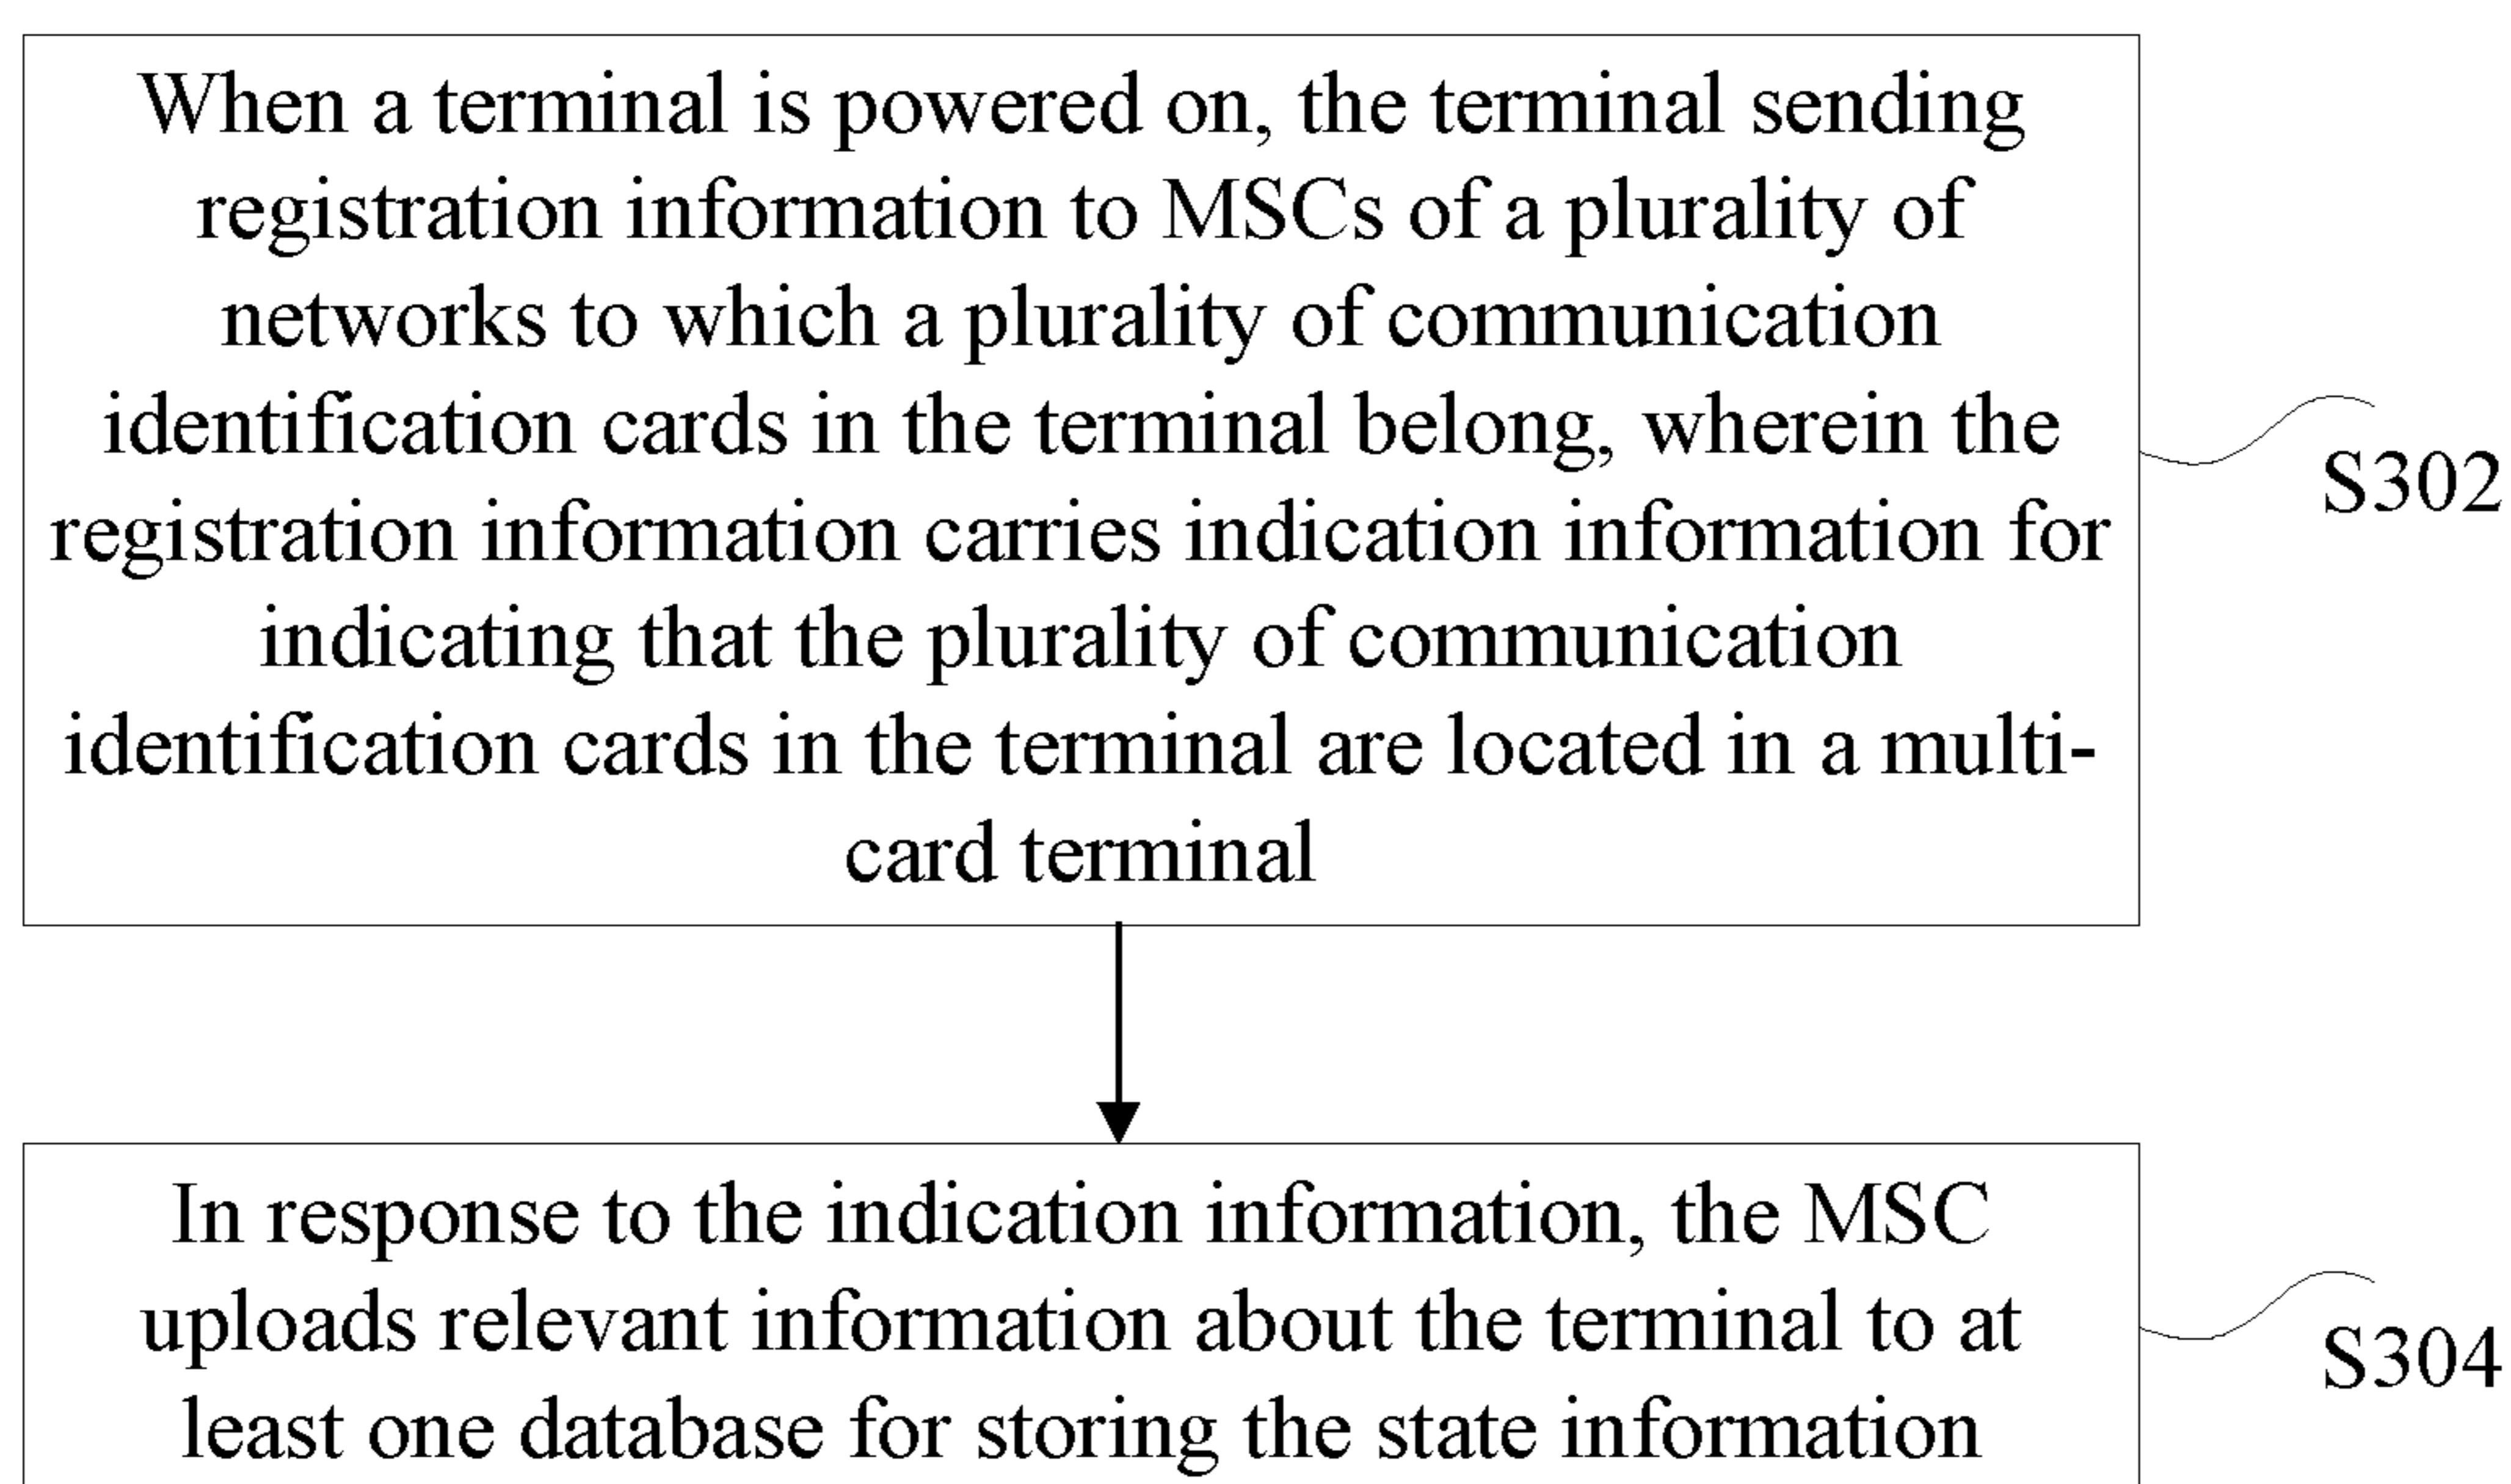 When a terminal is powered on, the terminal sending
registration information to MSCs of a plurality of
networks to which a plurality of communication
identification cards in the terminal belong, wherein the
registration information carries indication information for
indicating that the plurality of communication
identification cards in the terminal are located in a multi-
card terminal
S302
In response to the indication information, the MSC
uploads relevant information about the terminal to at
least one database for storing the state information
S304